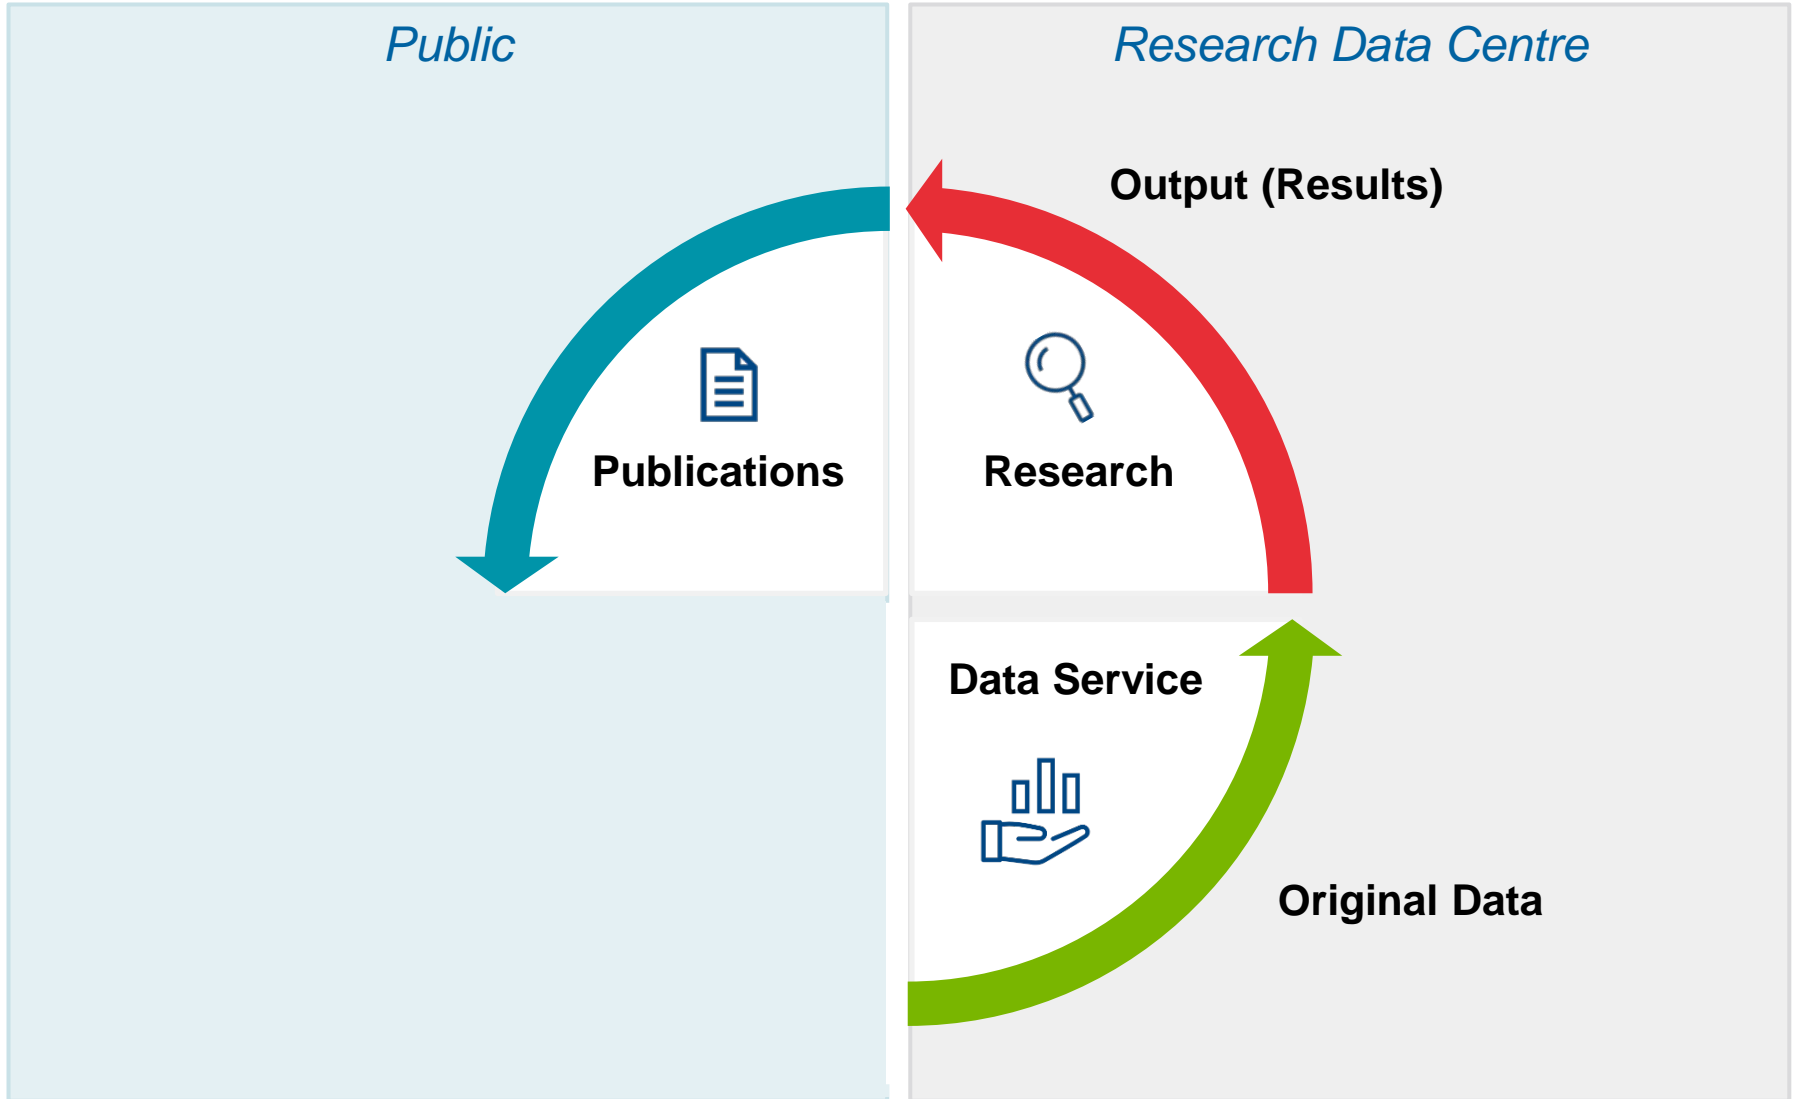 Public
Research Data Centre
Output (Results)
Publications
Research
Data Service
Original Data